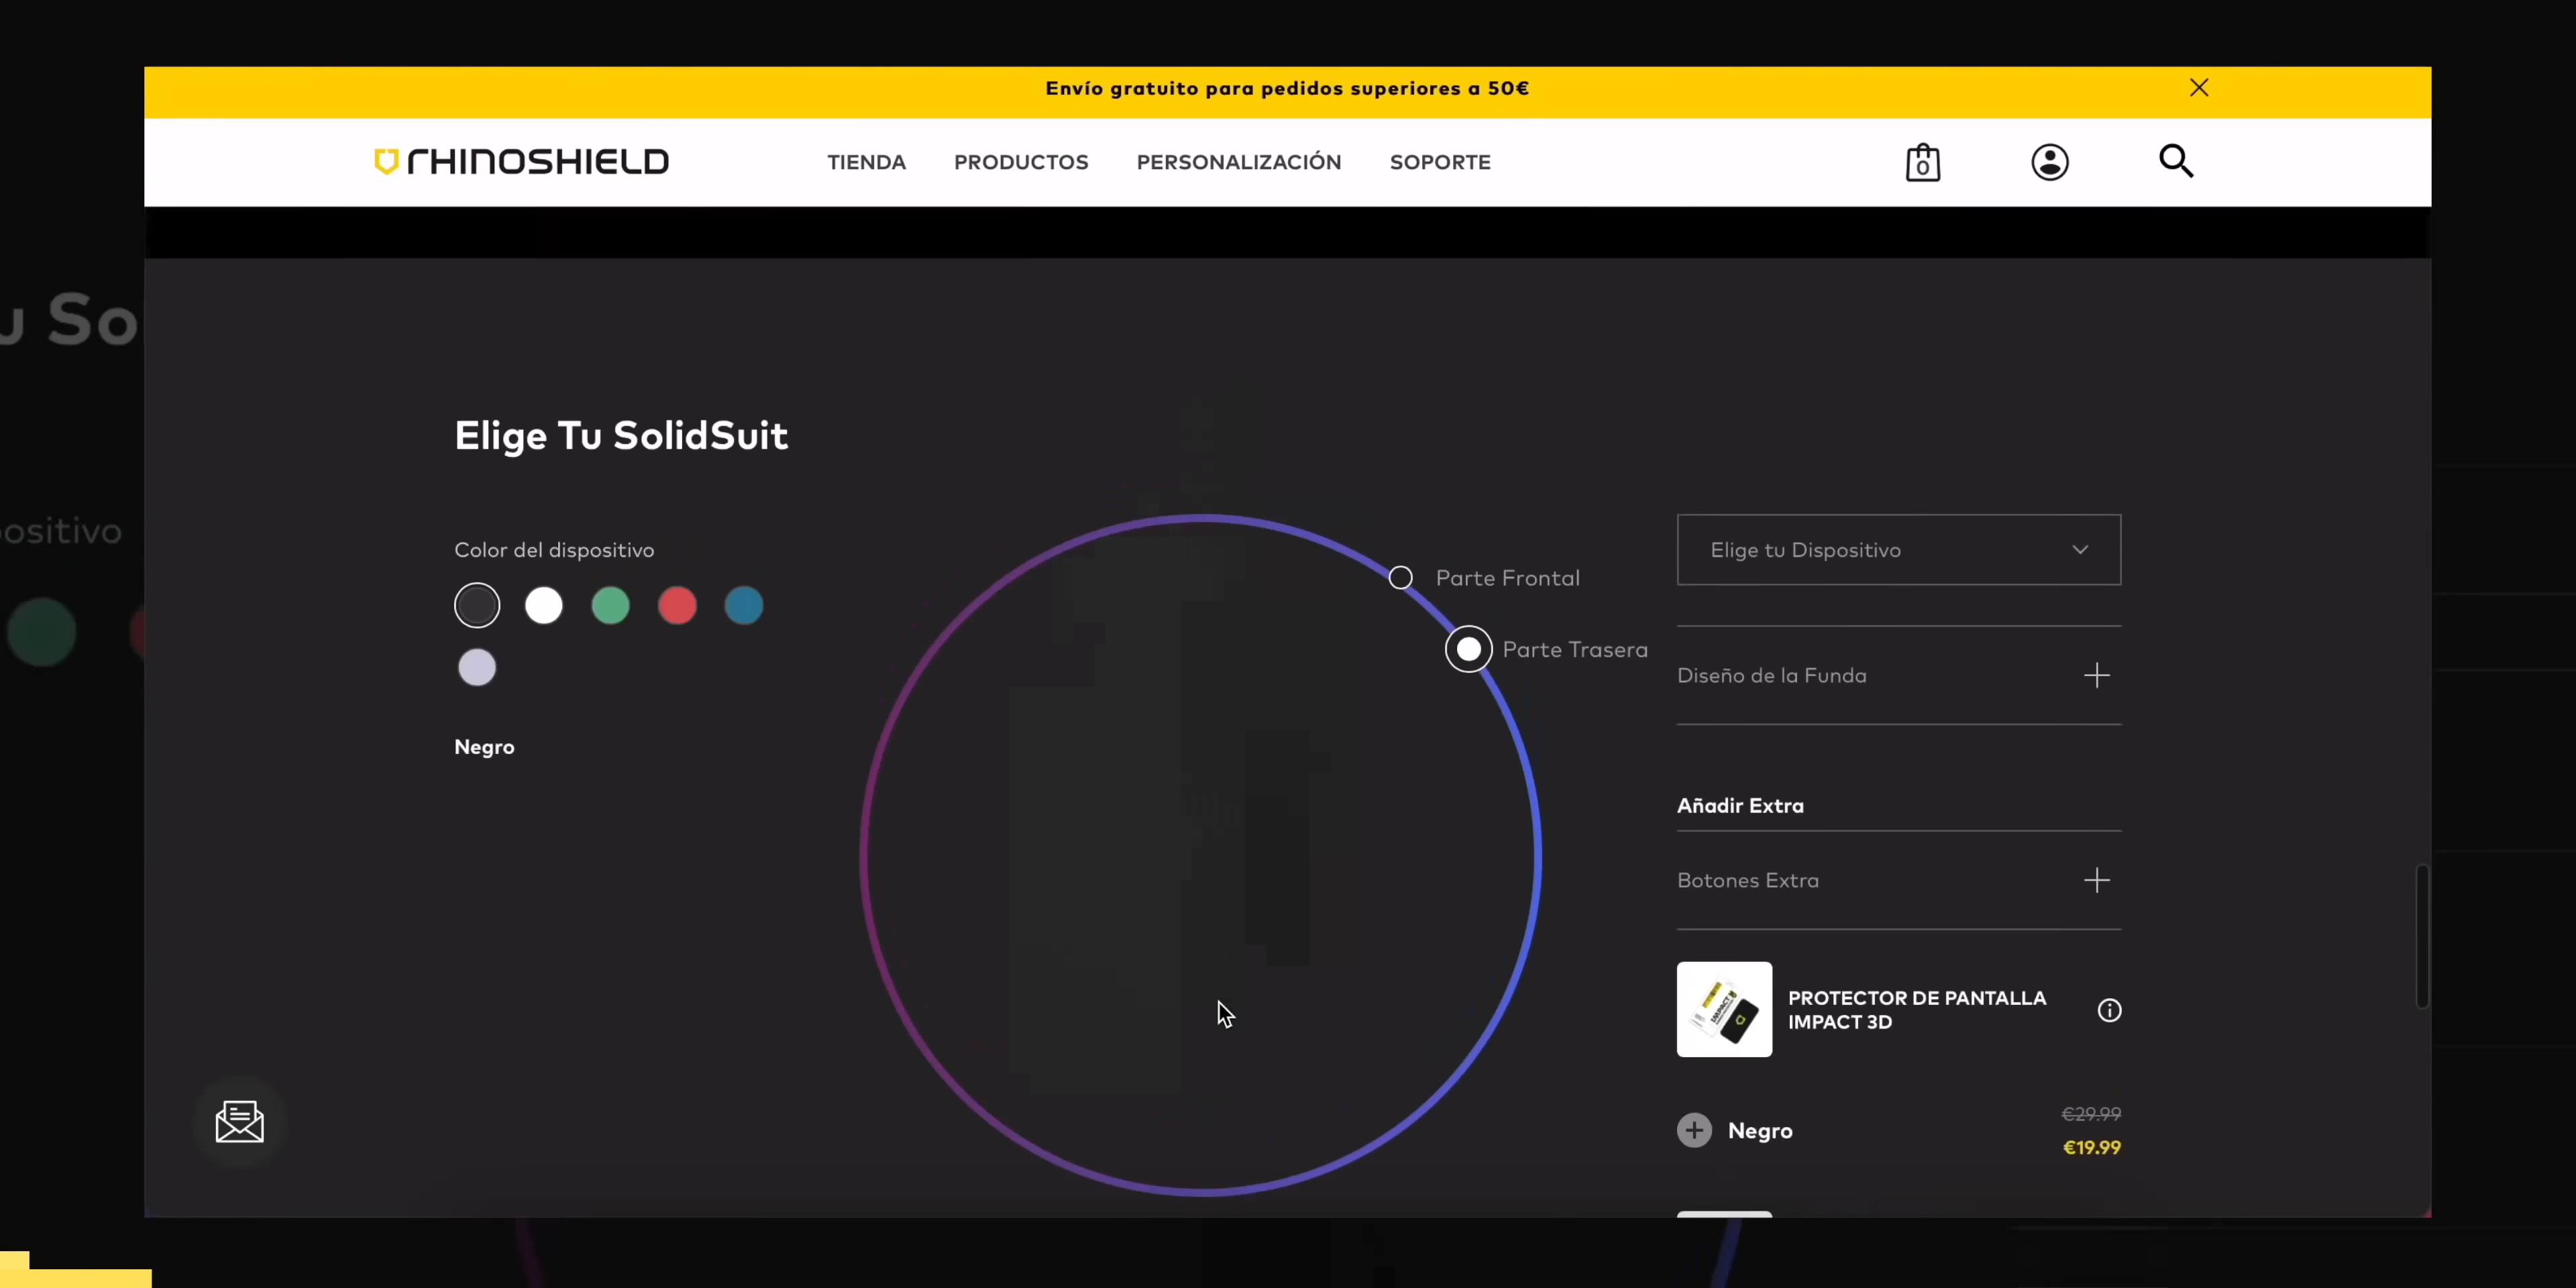 Envío gratuito para pedidos superiores a 50€
RHINOSHIELD
TIENDA PRODUCTOS PERSONALIZACIÓN SOPORTE
0
u So
Elige Tu SolidSuit
ositivo
Color del dispositivo
Negro
Parte Frontal
Parte Trasera
Elige tu Dispositivo
Diseño de la Funda
Añadir Extra
Botones Extra
IMPACT
PROTECTOR DE PANTALLA
IMPACT 3D
Negro
€29.99
€19.99